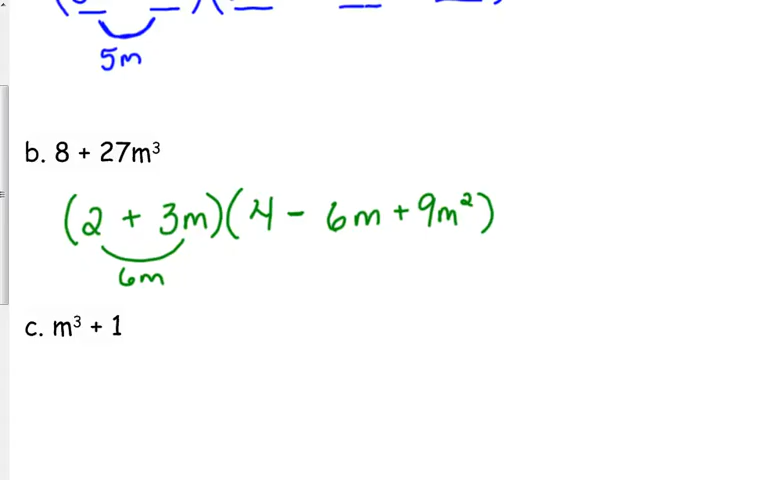 ( _ _ ) ( _ _ _ )
5m
b. 8 + 27m³
(2 + 3m)(4 - 6m + 9m²)
6m
c. m³ + 1